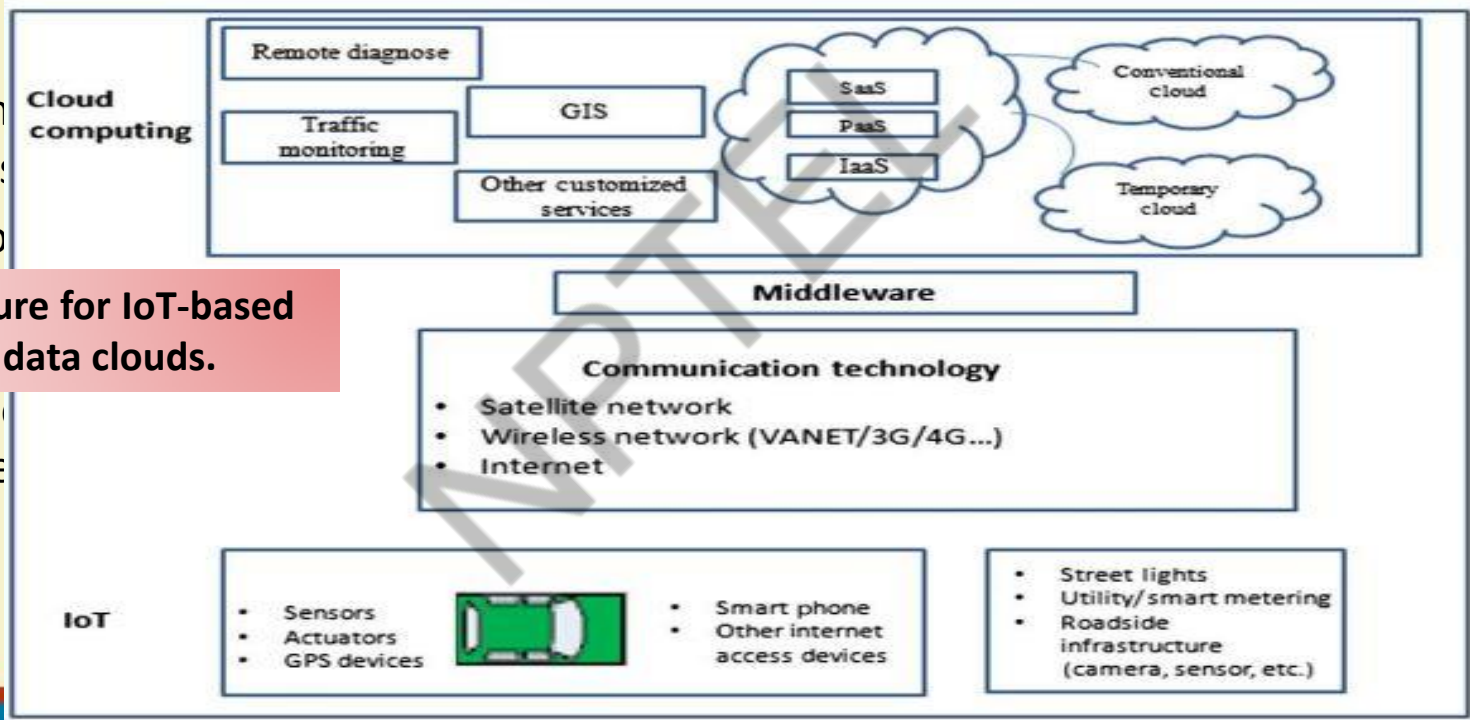 Remote diagnose
Cloud
computing
GIS
Traffic
monitoring
Other customized
services
SaaS
PaaS
IaaS
Conventional
cloud
Temporary
cloud
ure for IoT-based
data clouds.
Middleware
Communication technology
• Satellite network
• Wireless network (VANET/3G/4G...)
• Internet
IoT
• Sensors
• Actuators
• GPS devices
• Smart phone
• Other internet
access devices
• Street lights
• Utility/smart metering
• Roadside
infrastructure
(camera, sensor, etc.)
NPTEL